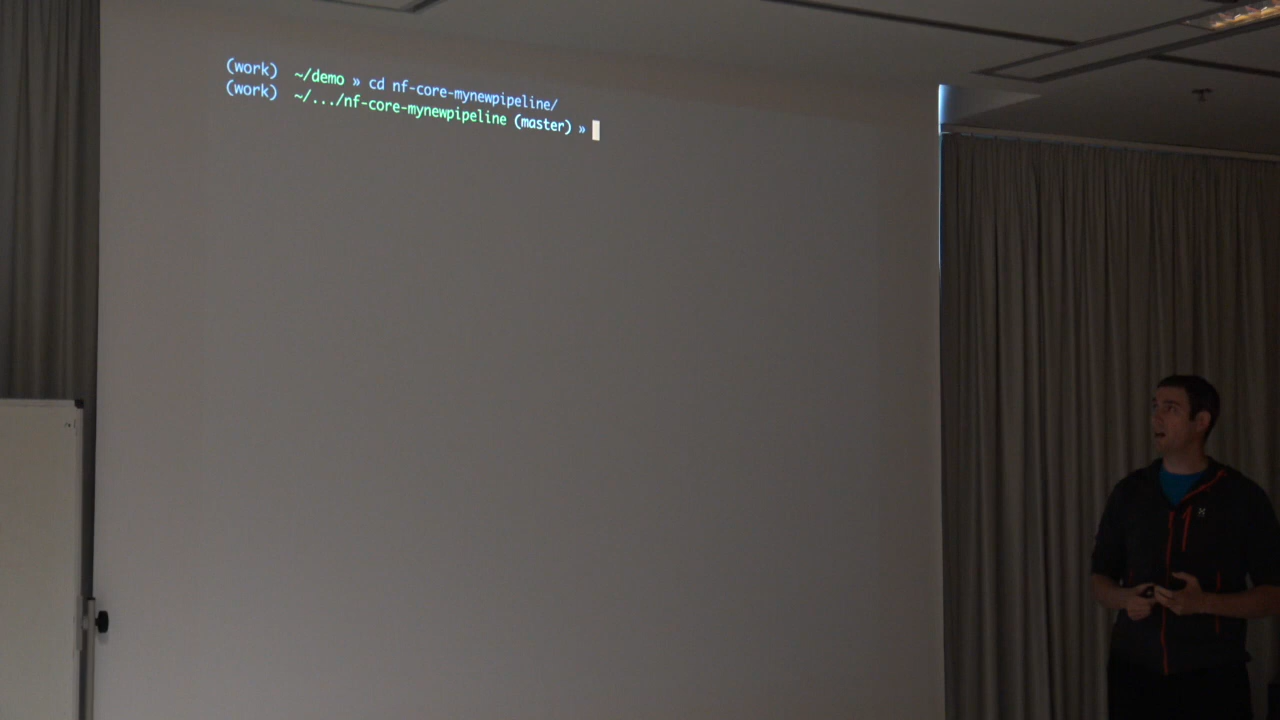 (work) ~/demo » cd nf-core-mynewpipeline/
(work) ~/.../nf-core-mynewpipeline (master) »